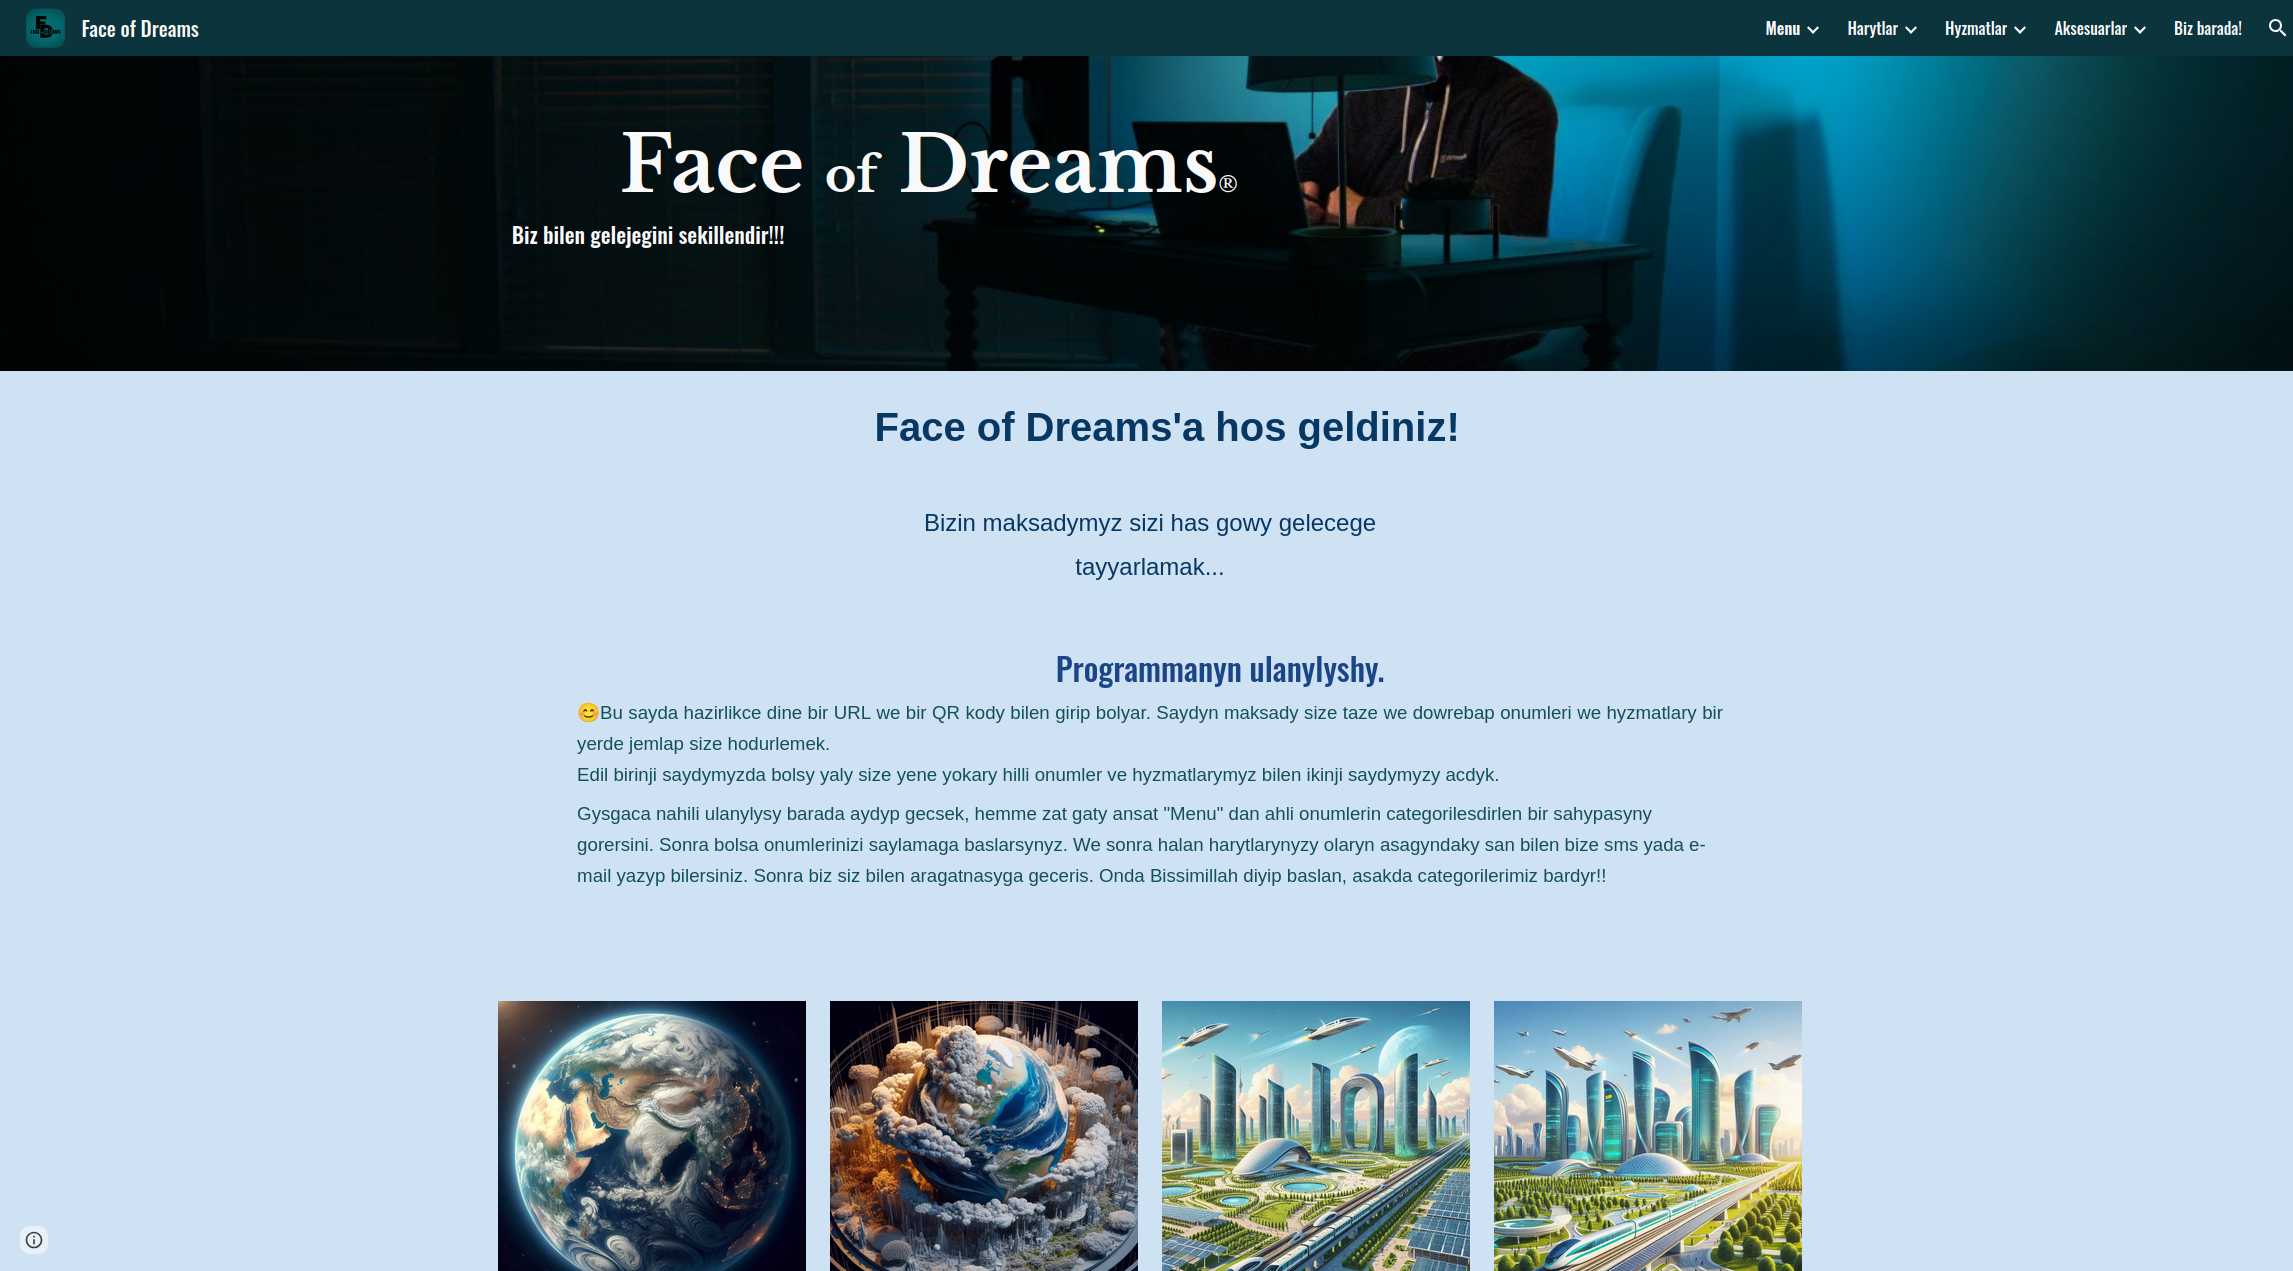 Face of Dreams
Menu
Harytlar
Hyzmatlar
Aksesuarlar
Biz barada!
Face of Dreams®
Biz bilen gelejegini sekillendir!!!
Face of Dreams'a hos geldiniz!
Bizin maksadymyz sizi has gowy gelecege
tayyarlamak...
Programmanyn ulanylyshy.
😊Bu sayda hazirlikce dine bir URL we bir QR kody bilen girip bolyar. Saydyn maksady size taze we dowrebap onumleri we hyzmatlary bir
yerde jemlap size hodurlemek.
Edil birinji saydymyzda bolsy yaly size yene yokary hilli onumler ve hyzmatlarymyz bilen ikinji saydymyzy acdyk.
Gysgaca nahili ulanylysy barada aydyp gecsek, hemme zat gaty ansat "Menu" dan ahli onumlerin categorilesdirlen bir sahypasyny
gorersini. Sonra bolsa onumlerinizi saylamaga baslarsynyz. We sonra halan harytlarynyzy olaryn asagyndaky san bilen bize sms yada e-
mail yazyp bilersiniz. Sonra biz siz bilen aragatnasyga geceris. Onda Bissimillah diyip baslan, asakda categorilerimiz bardyr!!